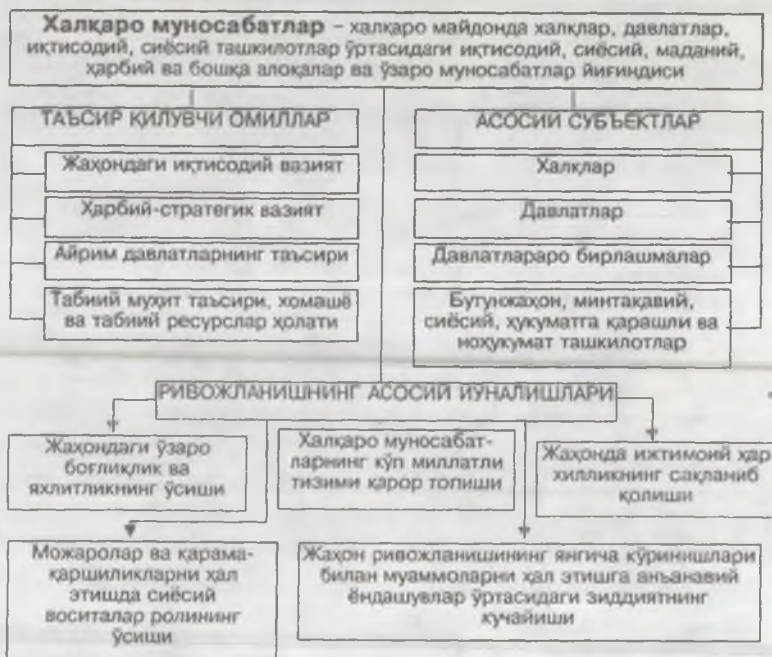 Халқаро муносабатлар – халқаро майдонда халқлар, давлатлар,
иқтисодий, сиёсий ташкилотлар ўртасидаги иқтисодий, сиёсий, маданий,
ҳарбий ва бошқа алоқалар ва ўзаро муносабатлар йиғиндиси
ТАЪСИР ҚИЛУВЧИ ОМИЛЛАР
Жаҳондаги иқтисодий вазият
Ҳарбий-стратегик вазият
Айрим давлатларнинг таъсири
Табиий муҳит таъсири, хомашё
ва табиий ресурслар ҳолати
АСОСИЙ СУБЪЕКТЛАР
Халқлар
Давлатлар
Давлатлараро бирлашмалар
Бутунжаҳон, минтақавий,
сиёсий, ҳукуматга қарашли ва
ноҳукумат ташкилотлар
РИВОЖЛАНИШНИНГ АСОСИЙ ЙУНАЛИШЛАРИ
Жаҳондаги ўзаро
боғлиқлик ва
яхлитликнинг ўсиши
Халқаро муносабат-
ларнинг кўп миллатли
тизими қарор топиши
Жаҳонда ижтимоий ҳар
хилликнинг сақланиб
қолиши
Можаролар ва қарама-
қаршиликларни ҳал
этишда сиёсий
воситалар ролининг
ўсиши
Жаҳон ривожланишининг янгича кўринишлари
билан муаммоларни ҳал этишга анъанавий
ёндашувлар ўртасидаги зиддиятнинг
кучайиши